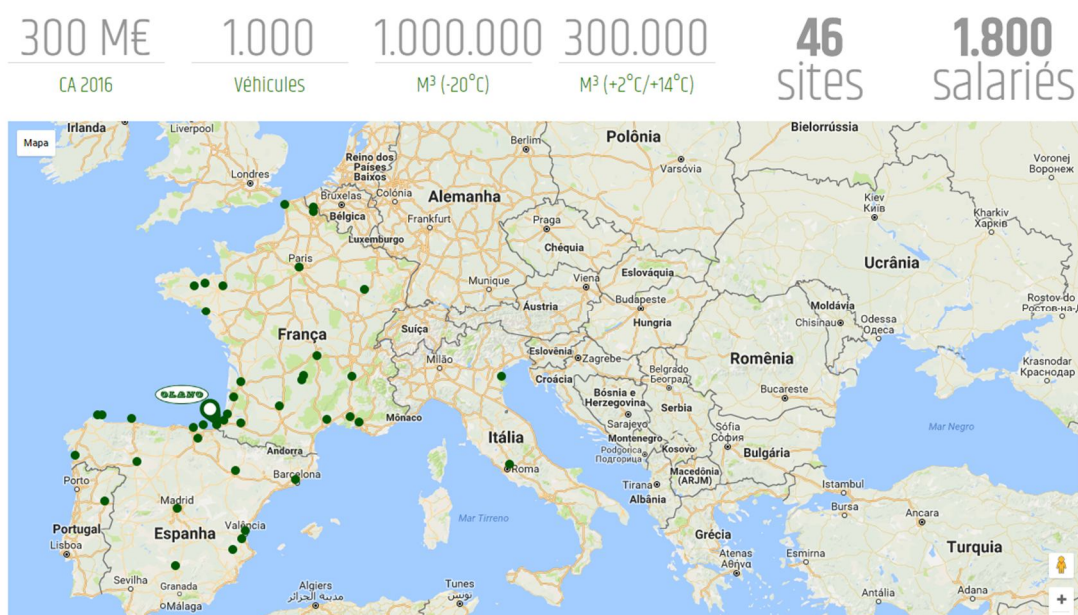 300 M€
CA 2016
1.000
Véhicules
1.000.000
M³ (-20°C)
300.000
M³ (+2°C/+14°C)
46
sites
1.800
salariés
Mapa
Irlanda
Liverpool
Londres
Reino dos
Países
Baixos
Berlim
Polônia
Varsóvia
Bielorrússia
Voronej
Воронеж
Bruxelas
Bélgica
Colónia
Alemanha
Frankfurt
Luxemburgo
Praga
Chéquia
Kiev
Київ
Kharkiv
Харків
Ucrânia
Paris
Munique
Viena
Eslováquia
Áustria
Budapeste
Hungria
Moldávia
Chisinau
Odessa
Одеса
Rostov do
Ростов-на-Д
França
Suíça
Milão
Eslovênia
Zagrebe
Croácia
Belgrado
Београд
Romênia
Bucareste
Krasnodar
Краснодар
OLANO
Bósnia e
Herzegovina
Sarajevo
Sérvia
Mônaco
Montenegro
Podgorica
Подгорица
Kosovo
Sófia
София
Bulgária
Mar Negro
Andorra
Itália
Roma
Macedônia
(ARJM)
Tirana
Albânia
Istambul
Bursa
Ancara
Porto
Barcelona
Madrid
Portugal
Lisboa
Espanha
Valência
Mar Tirreno
Grécia
Atenas
Αθήνα
Esmirna
Turquia
Sevilha
Granada
Málaga
Algiers
مدينة الجزائر
Tunes
تونس
Antália
Adana